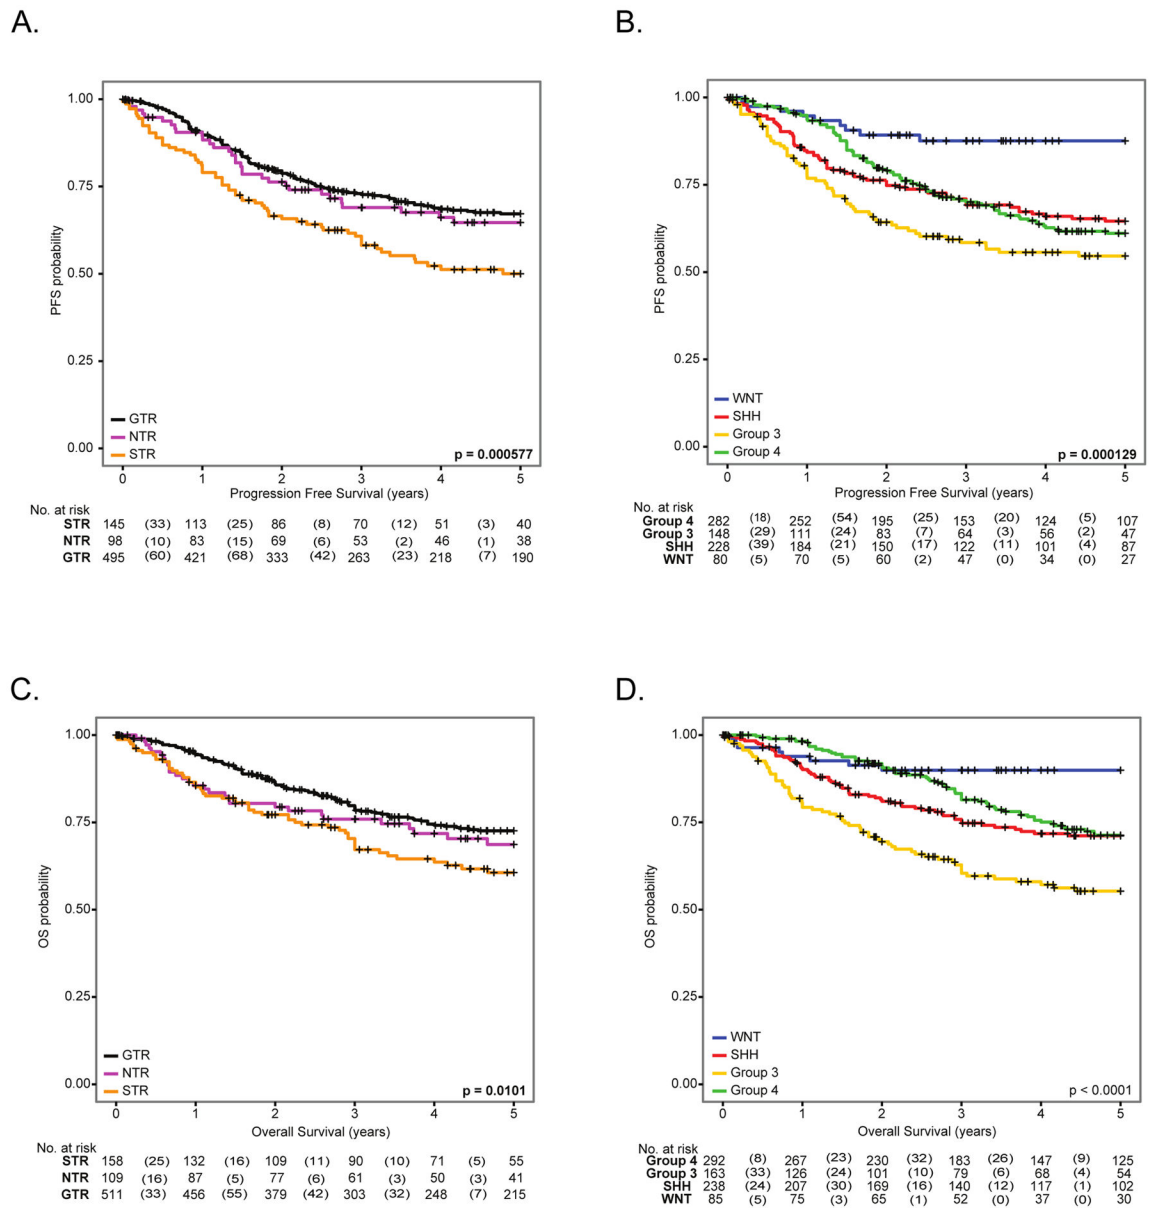 A.
1.00
0.75
0.50
0.25
0.00
PFS probability
GTR
NTR
STR
p = 0.000577
0 1 2 3 4 5
Progression Free Survival (years)
No. at risk
STR 145 (33) 113 (25) 86 (8) 70 (12) 51 (3) 40
NTR 98 (10) 83 (15) 69 (6) 53 (2) 46 (1) 38
GTR 495 (60) 421 (68) 333 (42) 263 (23) 218 (7) 190
B.
1.00
0.75
0.50
0.25
0.00
PFS probability
WNT
SHH
Group 3
Group 4
p = 0.000129
0 1 2 3 4 5
Progression Free Survival (years)
No. at risk
Group 4 282 (18) 252 (54) 195 (25) 153 (20) 124 (5) 107
Group 3 148 (29) 111 (24) 83 (7) 64 (3) 56 (2) 47
SHH 228 (39) 184 (21) 150 (17) 122 (11) 101 (4) 87
WNT 80 (5) 70 (5) 60 (2) 47 (0) 34 (0) 27
C.
1.00
0.75
0.50
0.25
0.00
OS probability
GTR
NTR
STR
p = 0.0101
0 1 2 3 4 5
Overall Survival (years)
No. at risk
STR 158 (25) 132 (16) 109 (11) 90 (10) 71 (5) 55
NTR 109 (16) 87 (5) 77 (6) 61 (3) 50 (3) 41
GTR 511 (33) 456 (55) 379 (42) 303 (32) 248 (7) 215
D.
1.00
0.75
0.50
0.25
0.00
OS probability
WNT
SHH
Group 3
Group 4
p < 0.0001
0 1 2 3 4 5
Overall Survival (years)
No. at risk
Group 4 292 (8) 267 (23) 230 (32) 183 (26) 147 (9) 125
Group 3 163 (33) 126 (24) 101 (10) 79 (6) 68 (4) 54
SHH 238 (24) 207 (30) 169 (16) 140 (12) 117 (1) 102
WNT 85 (5) 75 (3) 65 (1) 52 (0) 37 (0) 30